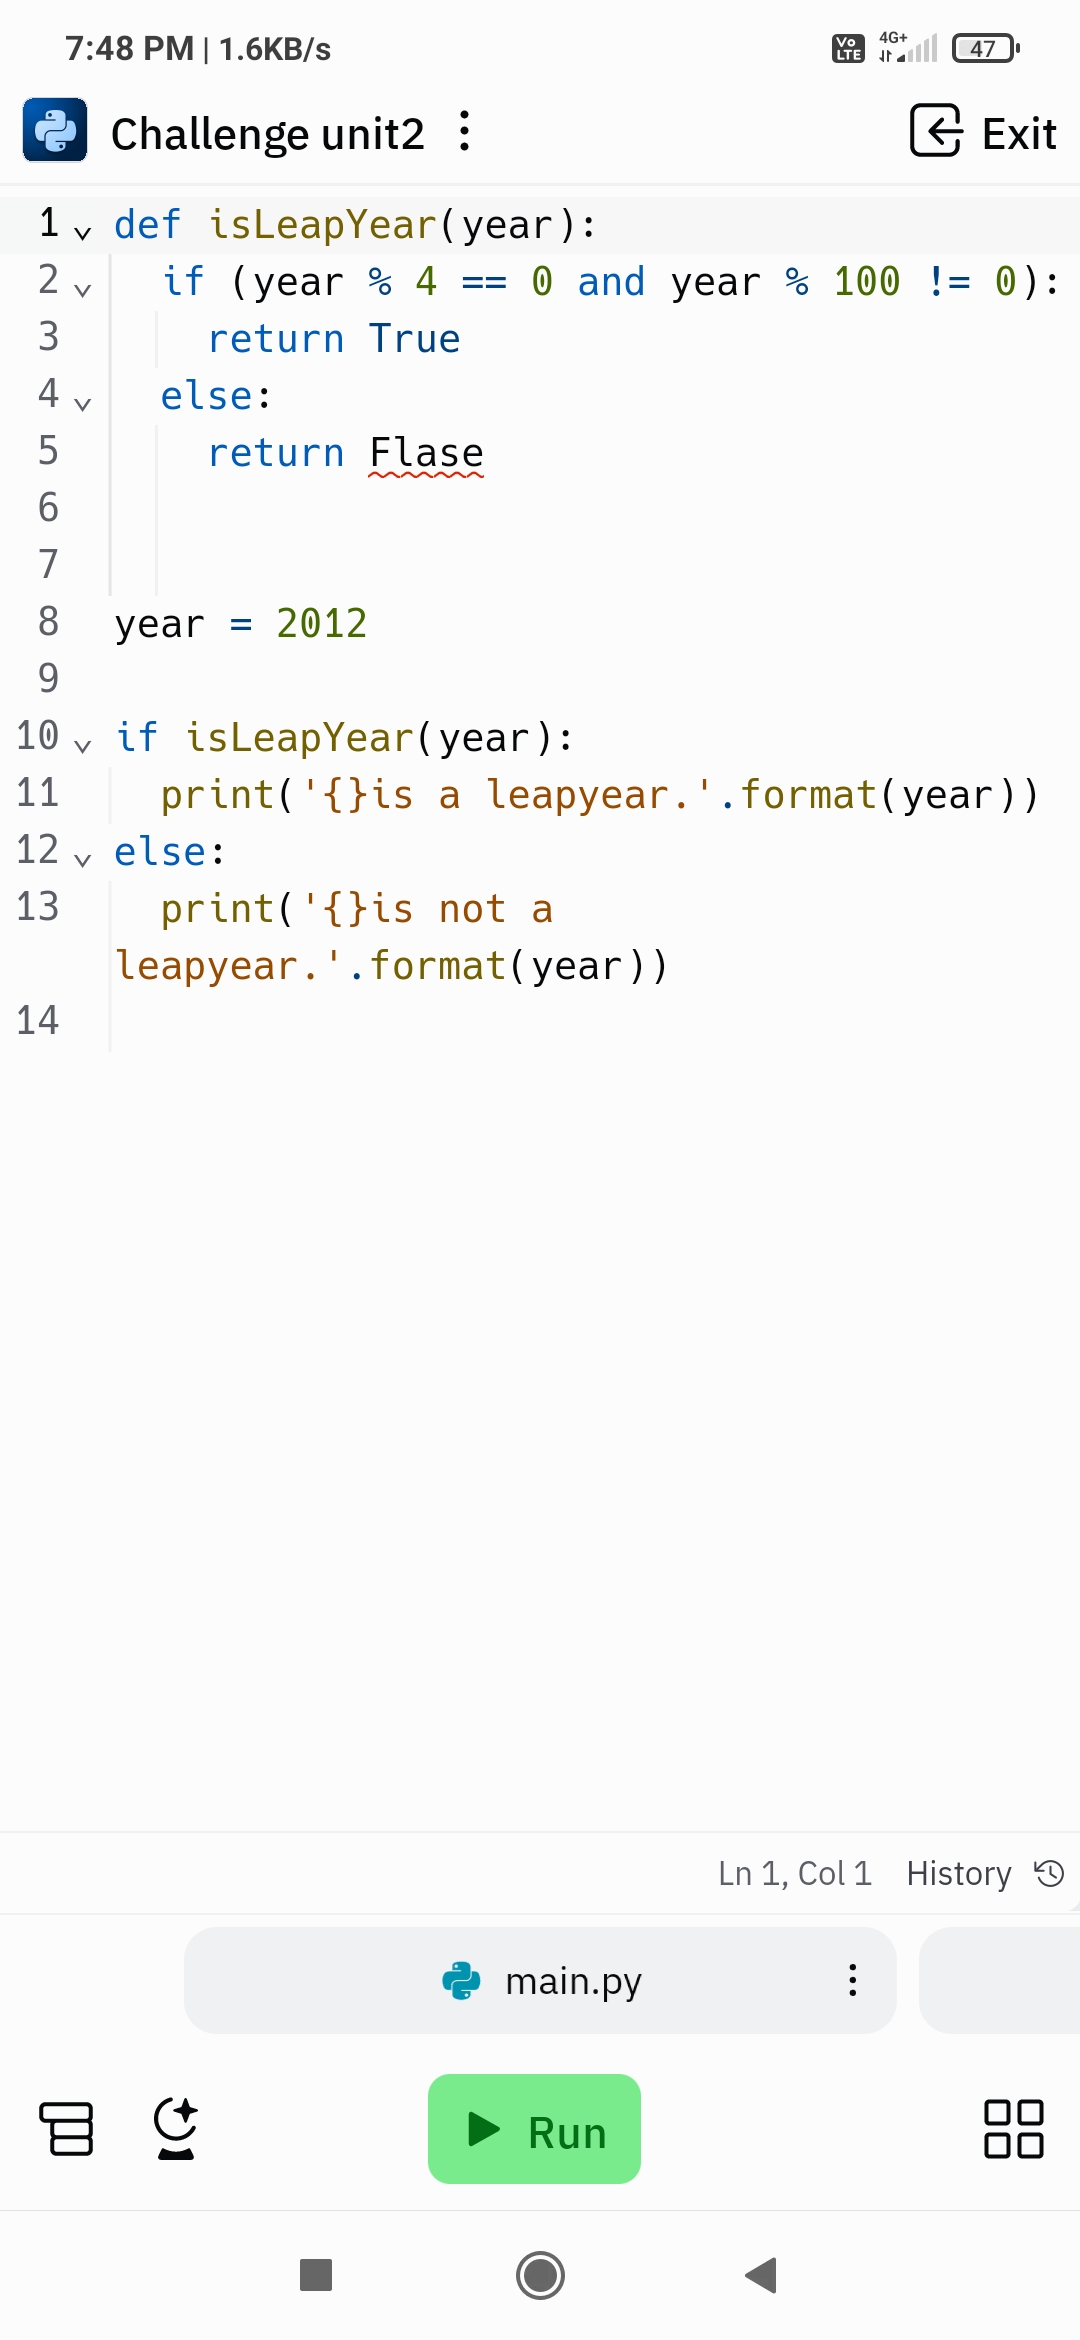 7:48 PM | 1.6KB/s Vo LTE 4G+ 47
Challenge unit2 Exit
1 def isLeapYear(year):
2 if (year % 4 == 0 and year % 100 != 0):
3 return True
4 else:
5 return Flase
6
7
8 year = 2012
9
10 if isLeapYear(year):
11 print('{}is a leapyear.'.format(year))
12 else:
13 print('{}is not a
leapyear.'.format(year))
14
Ln 1, Col 1 History
main.py
Run